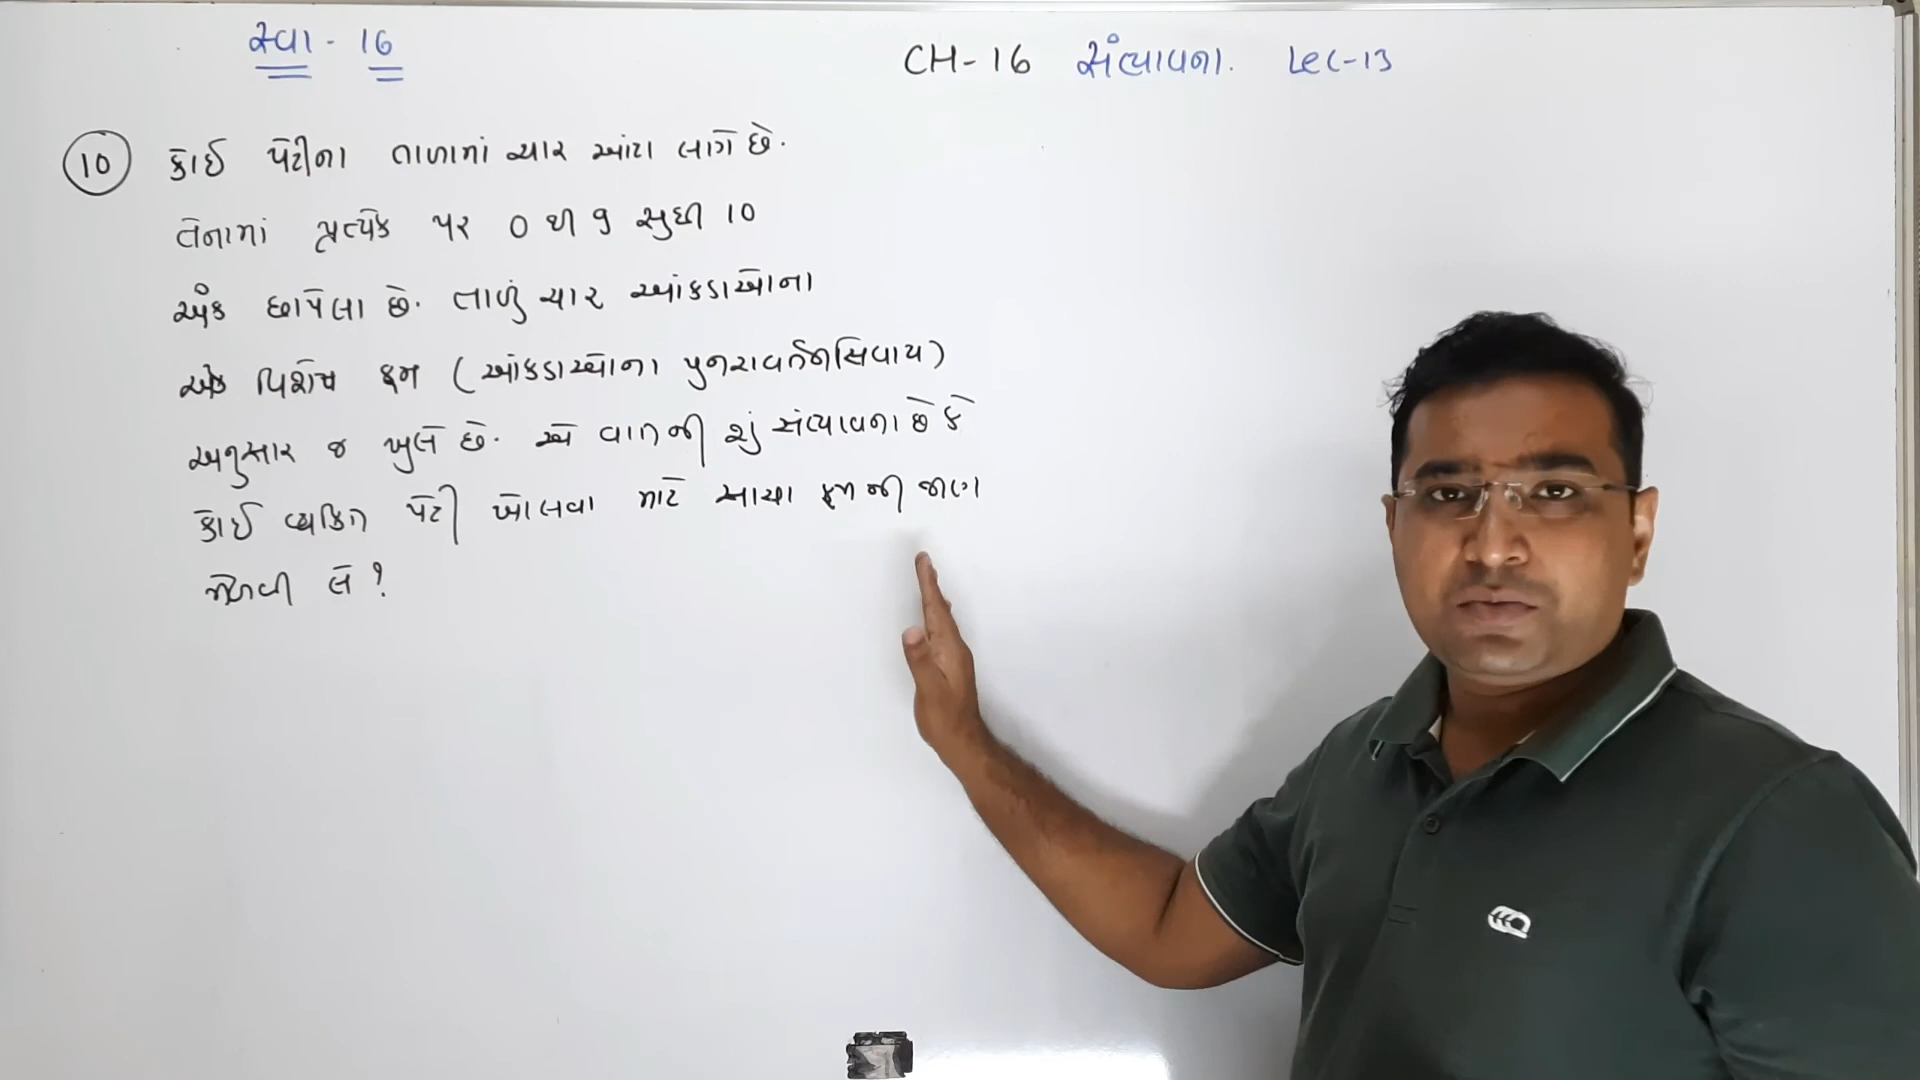 સ્વા - 16
CH-16 સંભાવના. Lec-13
10 કોઈ પેટીના તાળામાં ચાર આંટા લાગે છે.
તેનામાં પ્રત્યેક પર 0 થી 9 સુધી 10
અંક છાપેલા છે. તાળું ચાર આંકડાઓના
એક વિશેષ ક્રમ (આંકડાઓના પુનરાવર્તન સિવાય)
અનુસાર જ ખુલે છે. એ વાતની શું સંભાવના છે કે
કોઈ વ્યક્તિ પેટી ખોલવા માટે સાચા ક્રમની જાણ
મેળવી લે ?